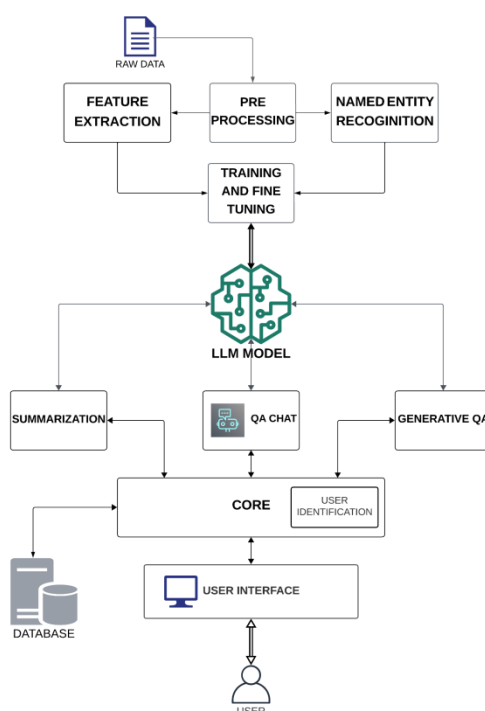 RAW DATA
FEATURE
EXTRACTION
PRE
PROCESSING
NAMED ENTITY
RECOGINITION
TRAINING
AND FINE
TUNING
LLM MODEL
SUMMARIZATION
QA CHAT
GENERATIVE QA
CORE
USER
IDENTIFICATION
DATABASE
USER INTERFACE
USER